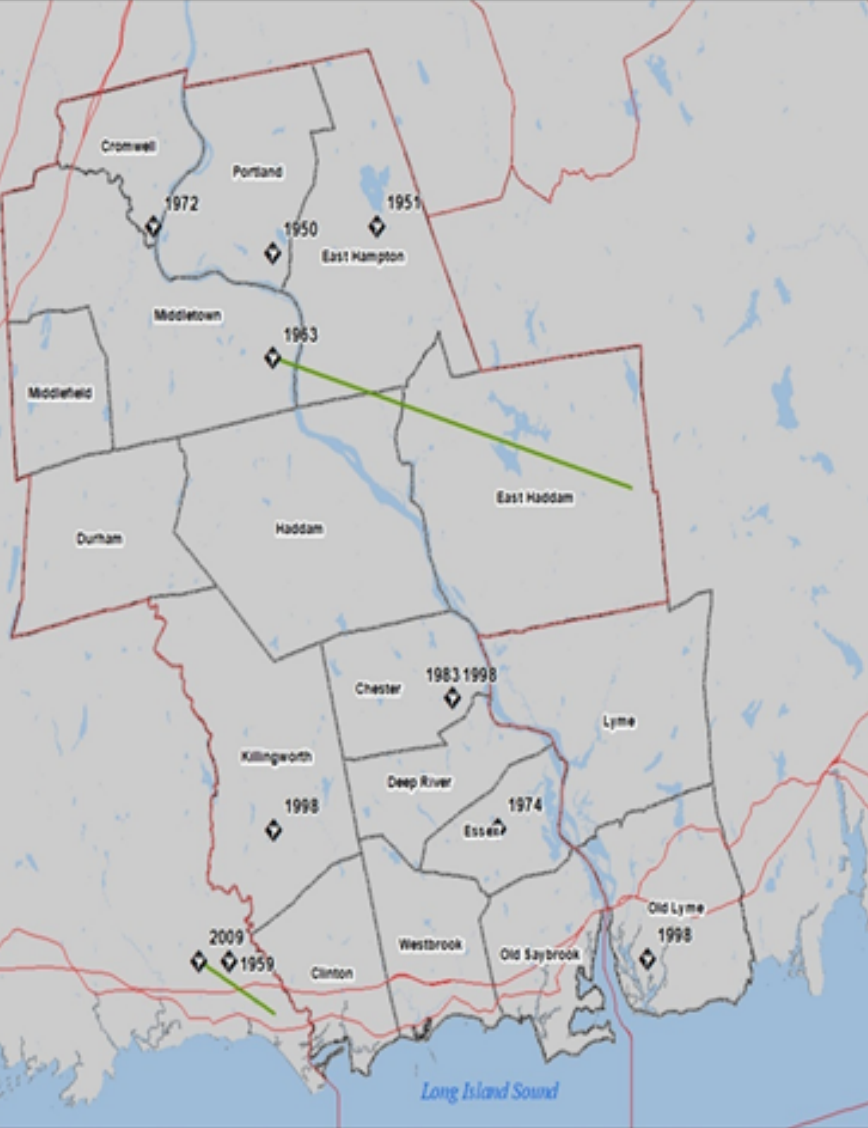 Cromwell
Portland
1972
1951
1950
East Hampton
Middletown
1963
Middlefield
East Haddam
Haddam
Durham
1983 1998
Chester
Lyme
Killingworth
Deep River
1998
1974
Essex
Old Lyme
2009
1998
Westbrook
Old Saybrook
1959
Clinton
Long Island Sound